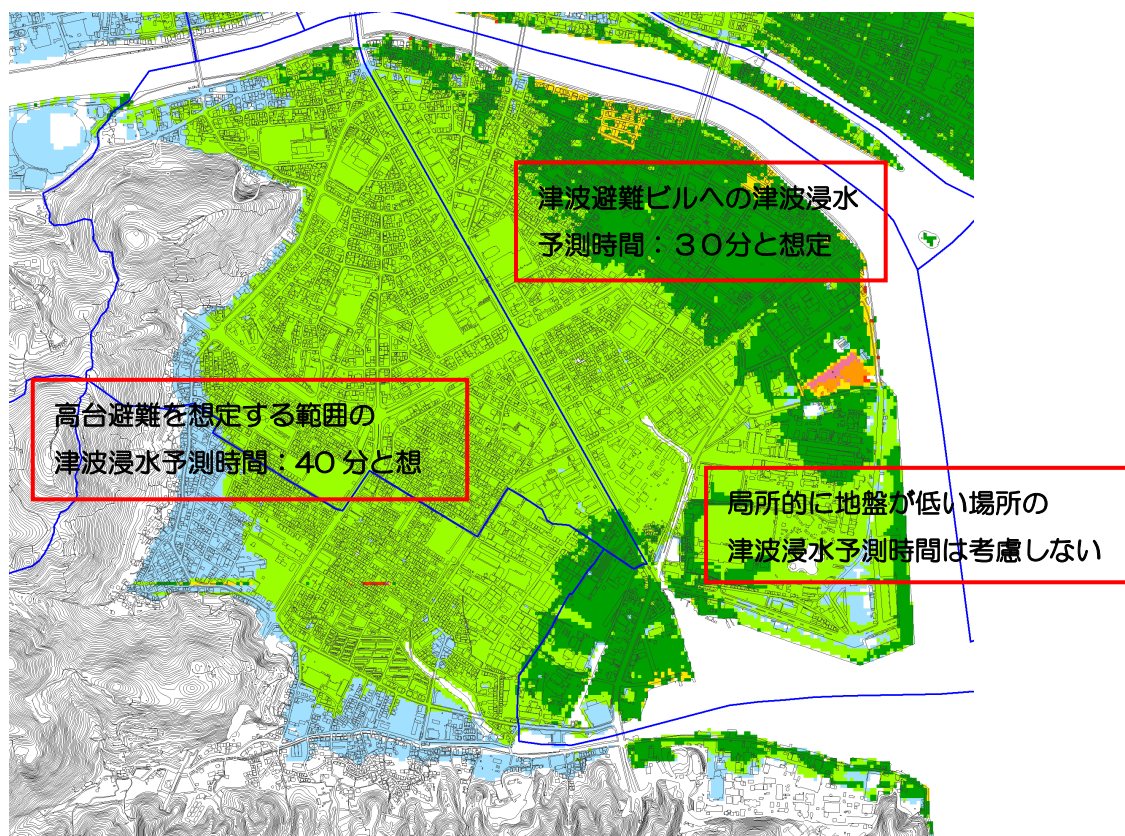 津波避難ビルへの津波浸水
予測時間：３０分と想定
高台避難を想定する範囲の
津波浸水予測時間：40 分と想
局所的に地盤が低い場所の
津波浸水予測時間は考慮しない